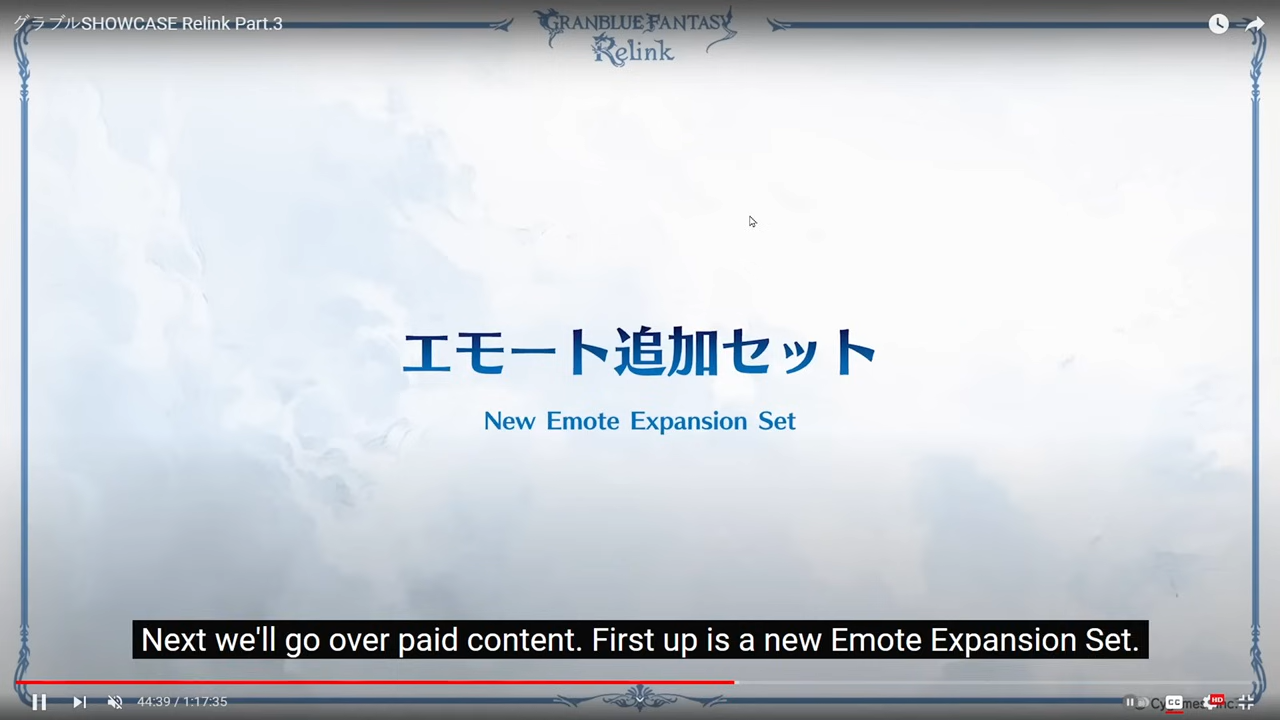 グラブルSHOWCASE Relink Part.3
GRANBLUE FANTASY
Relink
エモート追加セット
New Emote Expansion Set
Next we'll go over paid content. First up is a new Emote Expansion Set.
44:39 / 1:17:35
CC
HD